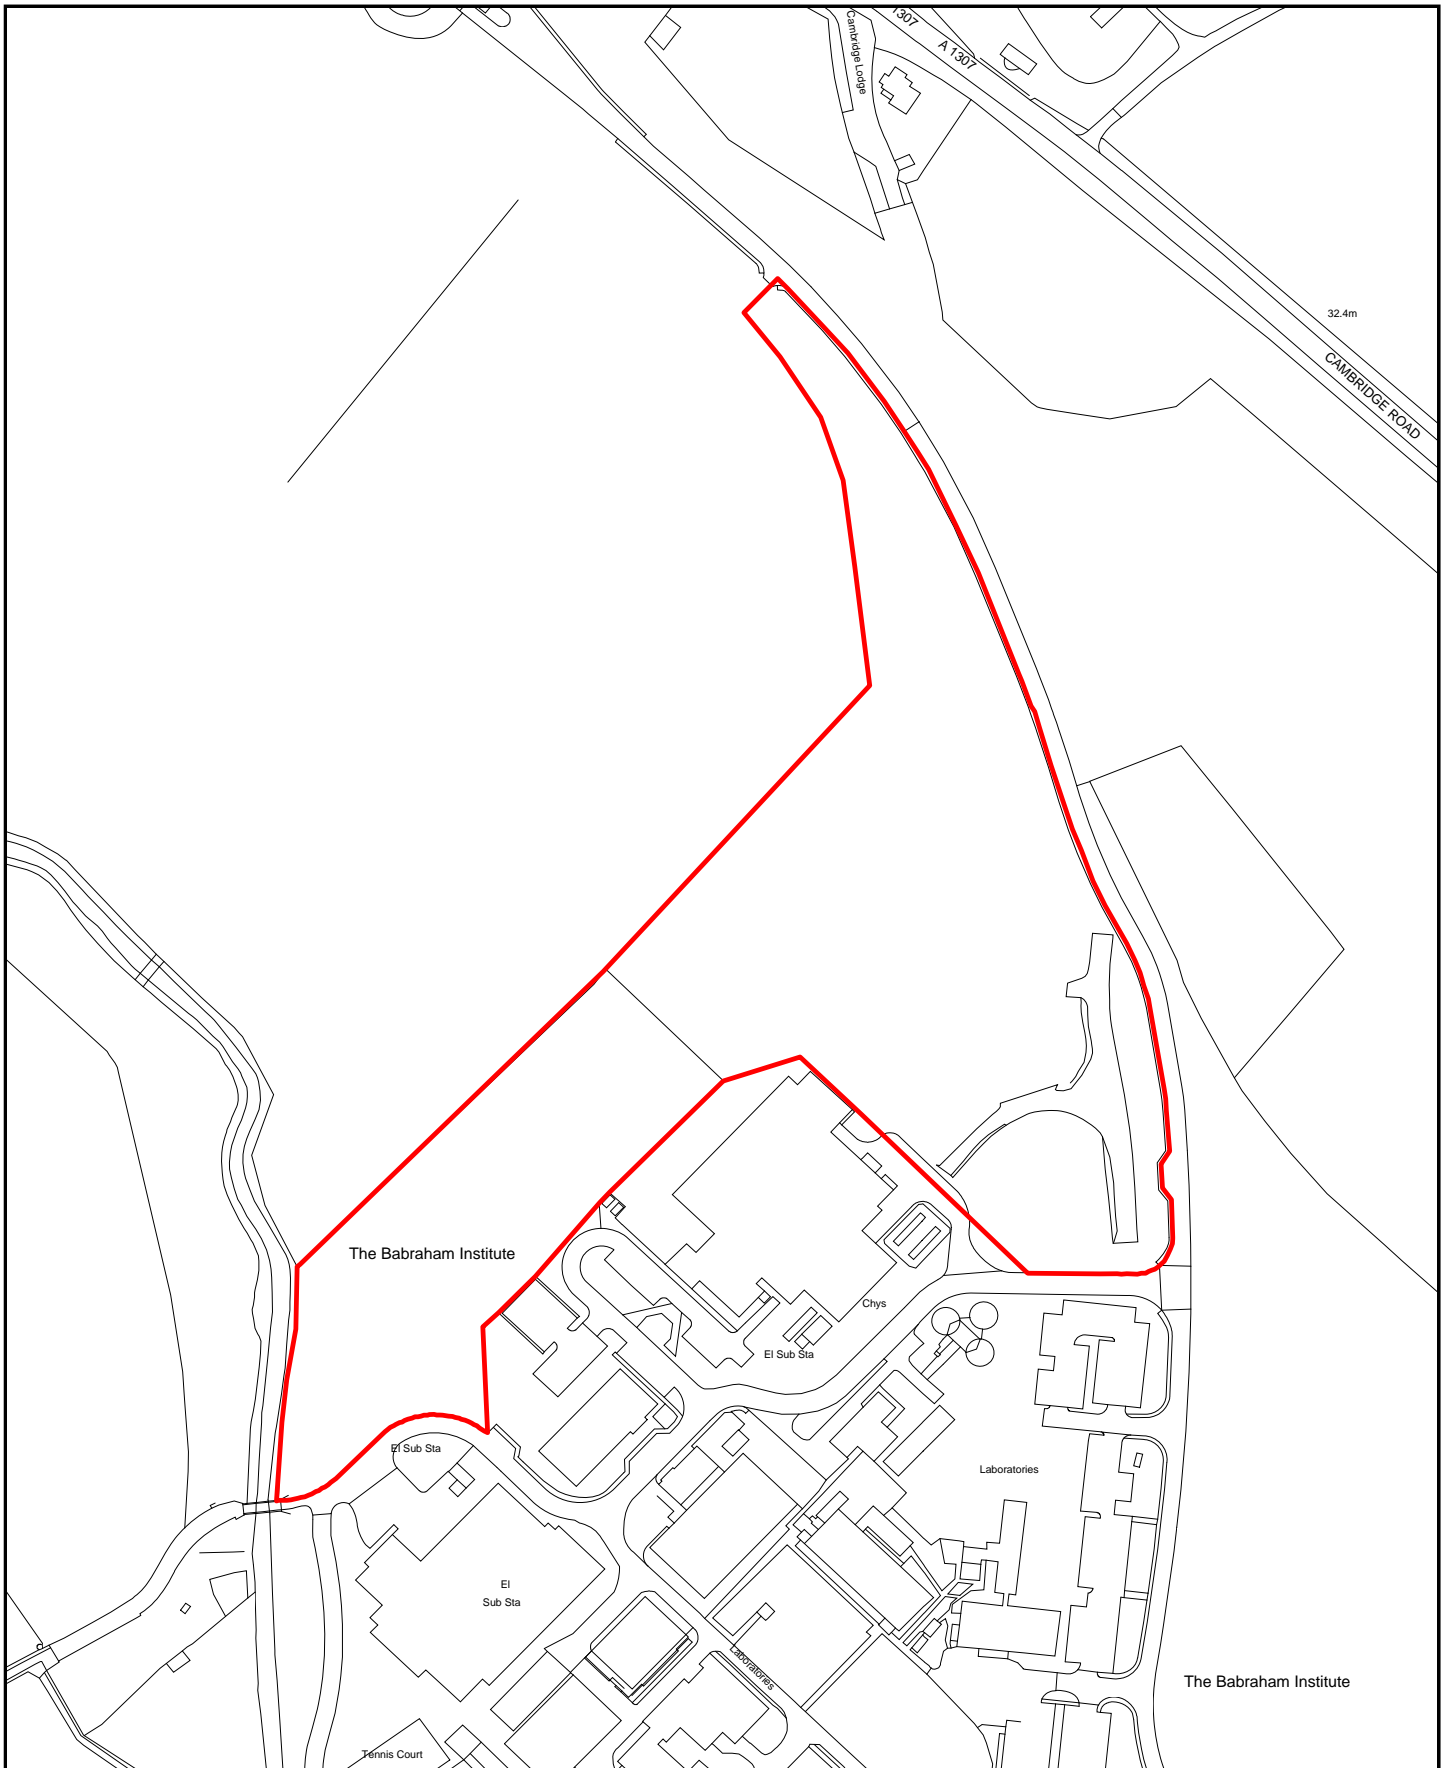 1307
A 1307
Cambridge Lodge
32.4m
CAMBRIDGE ROAD
The Babraham Institute
Chys
El Sub Sta
El Sub Sta
Laboratories
El
Sub Sta
Laboratories
The Babraham Institute
Tennis Court